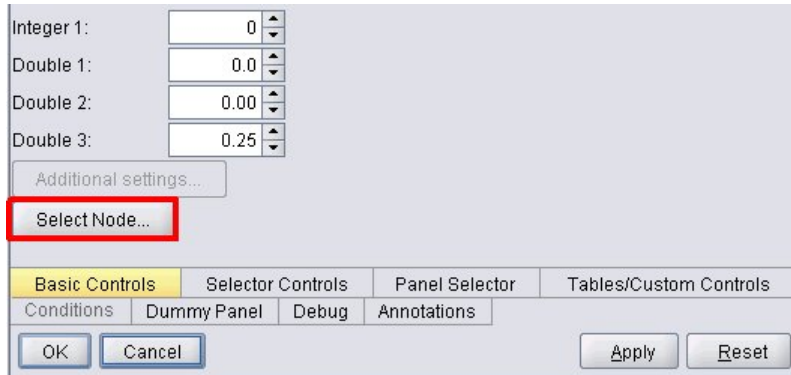 Integer 1: 0
Double 1: 0.0
Double 2: 0.00
Double 3: 0.25
Additional settings...
Select Node...
Basic Controls Selector Controls Panel Selector Tables/Custom Controls
Conditions Dummy Panel Debug Annotations
OK Cancel Apply Reset